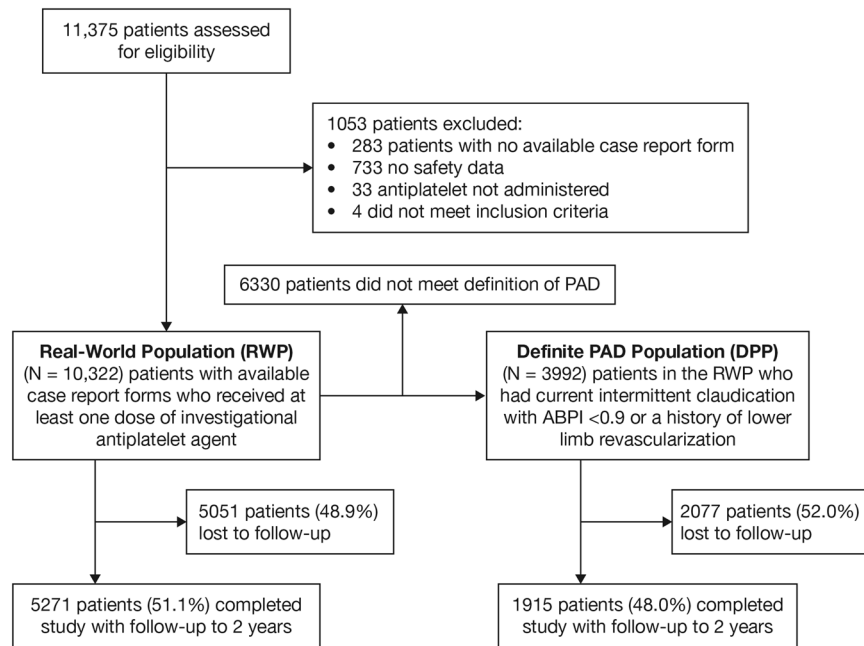 11,375 patients assessed
for eligibility
1053 patients excluded:
• 283 patients with no available case report form
• 733 no safety data
• 33 antiplatelet not administered
• 4 did not meet inclusion criteria
6330 patients did not meet definition of PAD
Real-World Population (RWP)
(N = 10,322) patients with available
case report forms who received at
least one dose of investigational
antiplatelet agent
Definite PAD Population (DPP)
(N = 3992) patients in the RWP who
had current intermittent claudication
with ABPI <0.9 or a history of lower
limb revascularization
5051 patients (48.9%)
lost to follow-up
2077 patients (52.0%)
lost to follow-up
5271 patients (51.1%) completed
study with follow-up to 2 years
1915 patients (48.0%) completed
study with follow-up to 2 years